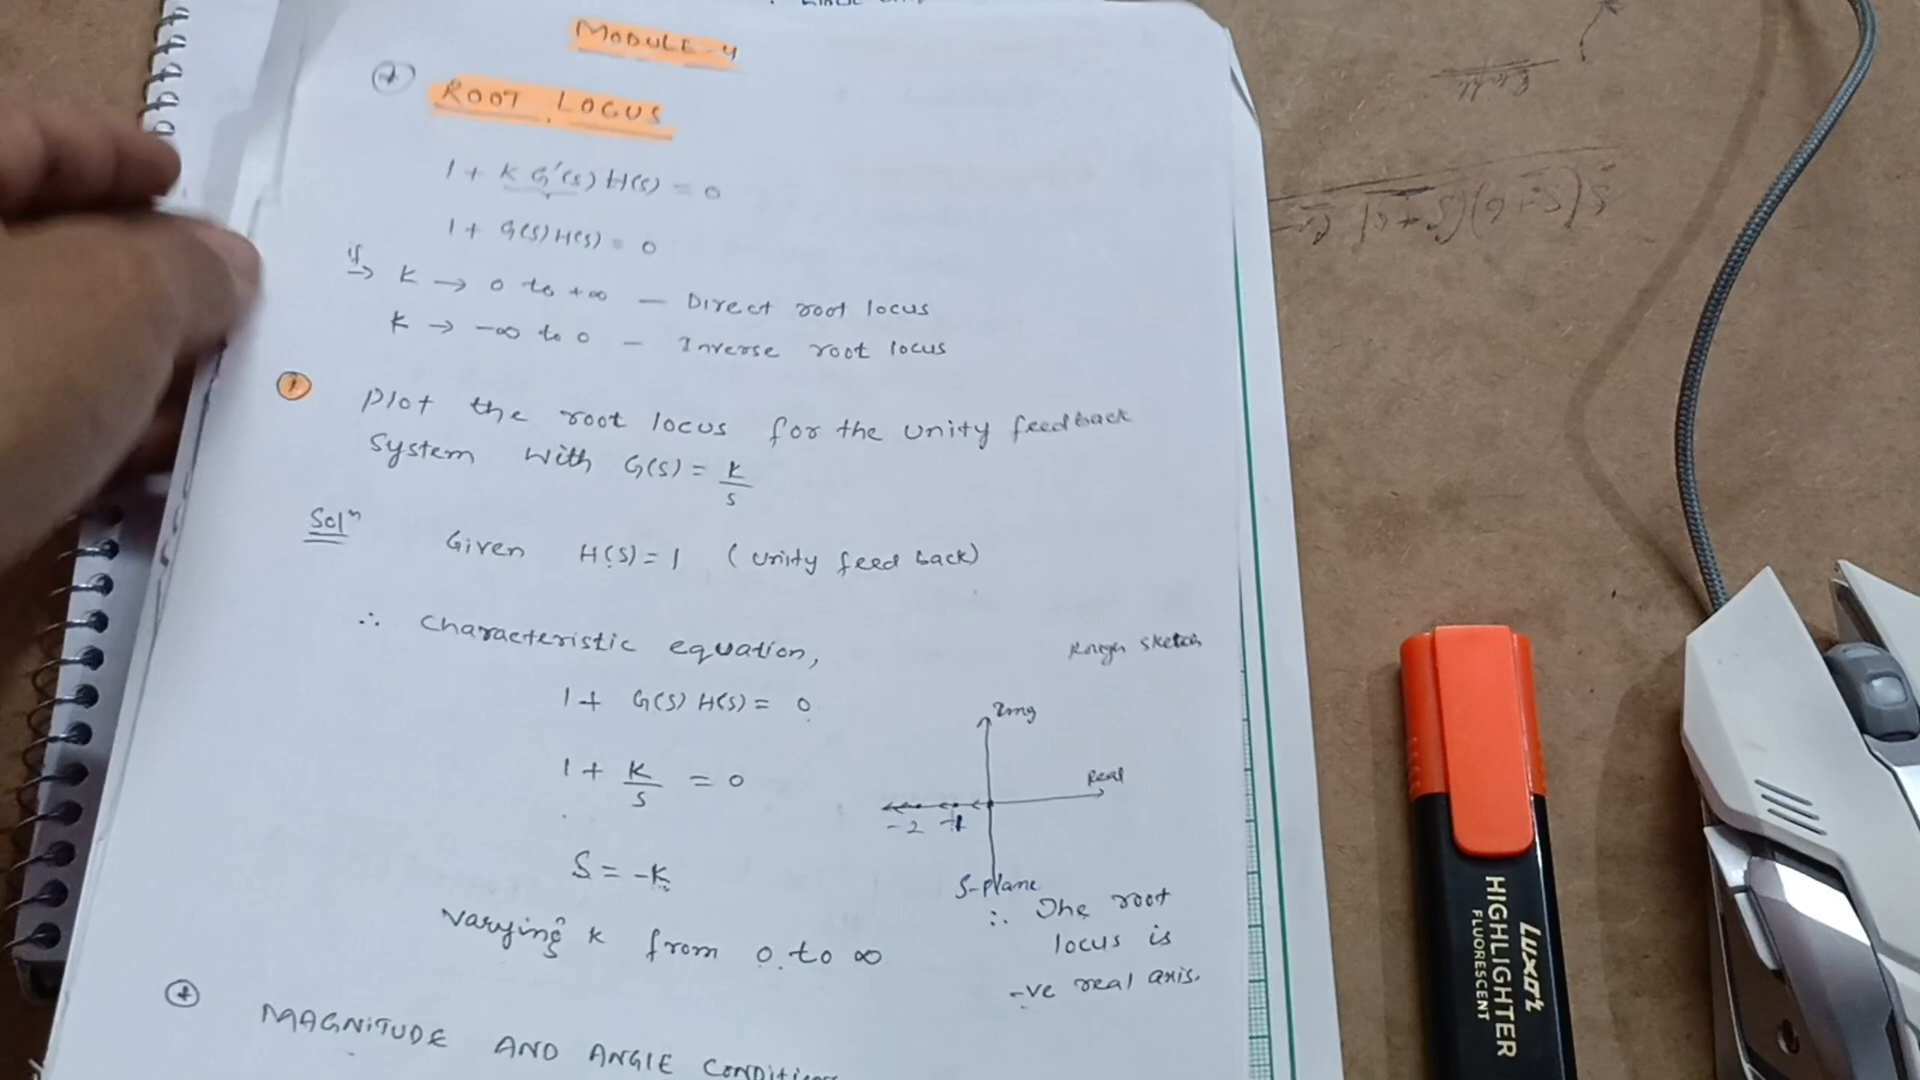 MODULE-4
ROOT LOCUS
1 + K G'(s) H(s) = 0
1 + G(s) H(s) = 0
if ⇒ K → 0 to +∞ — Direct root locus
K → -∞ to 0 — Inverse root locus
1 Plot the root locus for the unity feedback
system with G(s) = K/s
Solⁿ
Given H(s) = 1 (unity feed back)
∴ characteristic equation,
1 + G(s) H(s) = 0
1 + K/s = 0
S = -K
varying K from 0 to ∞
Rough sketch
Img
Real
-2 -1
S-plane
∴ The root
locus is
-ve real axis.
MAGNITUDE AND ANGLE CONDITIONS
Luxor
HIGHLIGHTER
FLUORESCENT